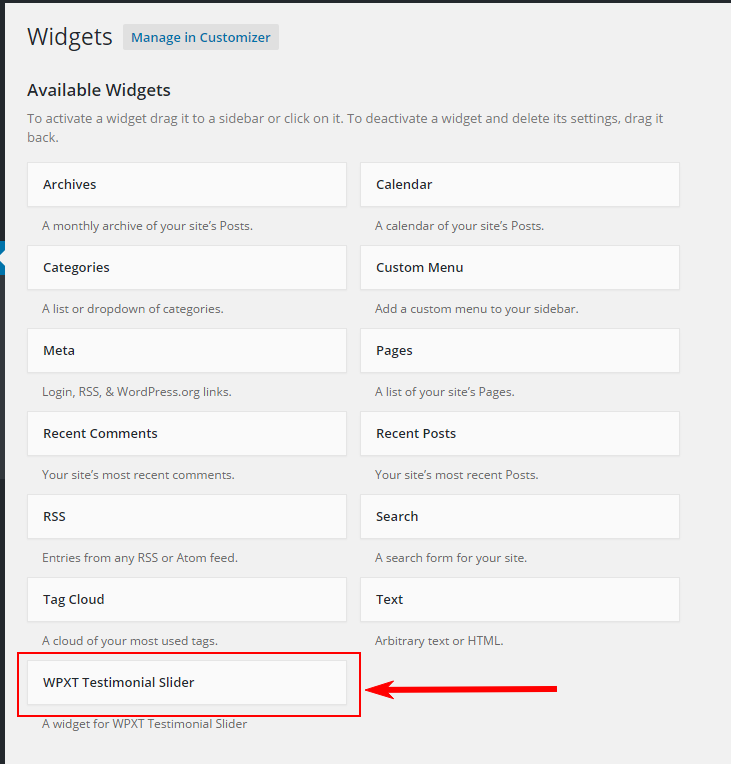 Widgets Manage in Customizer
Available Widgets
To activate a widget drag it to a sidebar or click on it. To deactivate a widget and delete its settings, drag it
back.
Archives
Calendar
A monthly archive of your site’s Posts.
A calendar of your site’s Posts.
Categories
Custom Menu
A list or dropdown of categories.
Add a custom menu to your sidebar.
Meta
Pages
Login, RSS, & WordPress.org links.
A list of your site’s Pages.
Recent Comments
Recent Posts
Your site’s most recent comments.
Your site’s most recent Posts.
RSS
Search
Entries from any RSS or Atom feed.
A search form for your site.
Tag Cloud
Text
A cloud of your most used tags.
Arbitrary text or HTML.
WPXT Testimonial Slider
A widget for WPXT Testimonial Slider